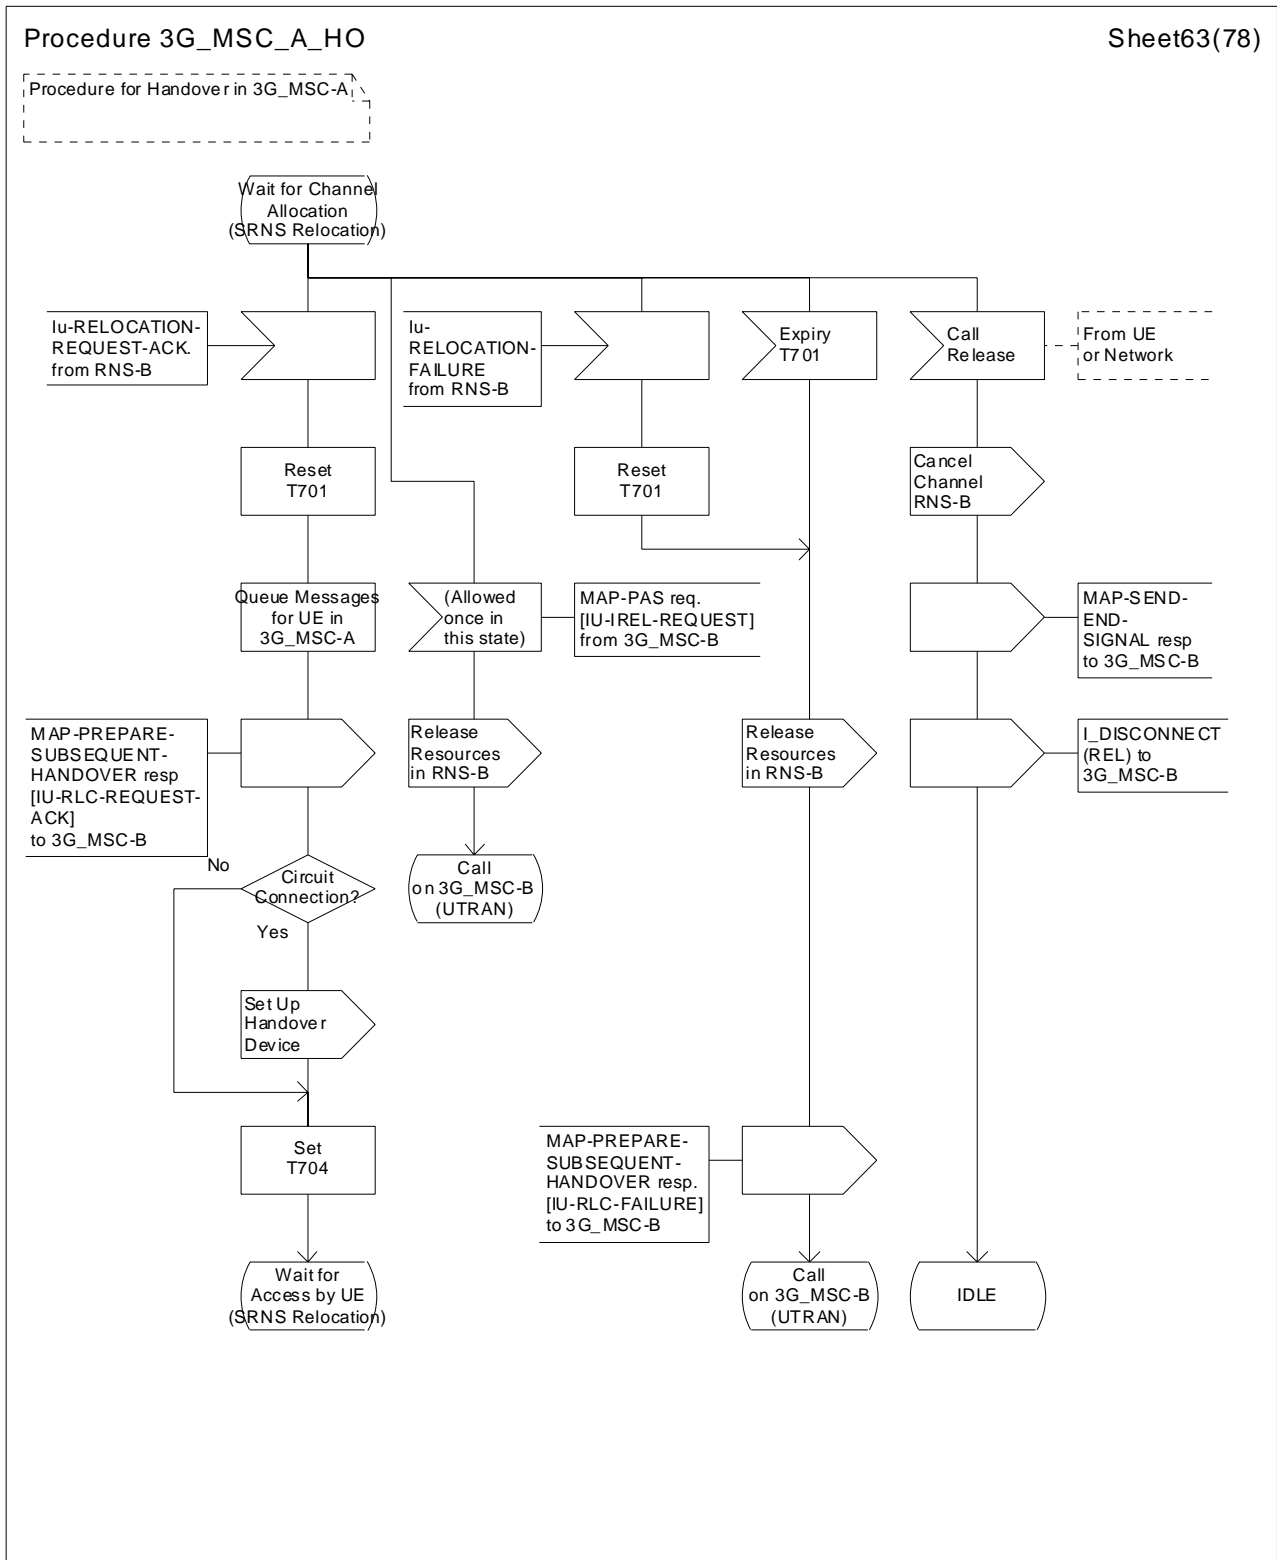 Procedure 3G_MSC_A_HO
Sheet63(78)
Procedure for Handover in 3G_MSC-A
Wait for Channel
Allocation
(SRNS Relocation)
Iu-RELOCATION-
REQUEST-ACK.
from RNS-B
Iu-
RELOCATION-
FAILURE
from RNS-B
Expiry
T701
Call
Release
From UE
or Network
Reset
T701
Reset
T701
Cancel
Channel
RNS-B
Queue Messages
for UE in
3G_MSC-A
(Allowed
once in
this state)
MAP-PAS req.
[IU-IREL-REQUEST]
from 3G_MSC-B
MAP-SEND-
END-
SIGNAL resp
to 3G_MSC-B
MAP-PREPARE-
SUBSEQUENT-
HANDOVER resp
[IU-RLC-REQUEST-
ACK]
to 3G_MSC-B
Release
Resources
in RNS-B
Release
Resources
in RNS-B
I_DISCONNECT
(REL) to
3G_MSC-B
No
Circuit
Connection?
Yes
Call
on 3G_MSC-B
(UTRAN)
Set Up
Handover
Device
Set
T704
MAP-PREPARE-
SUBSEQUENT-
HANDOVER resp.
[IU-RLC-FAILURE]
to 3G_MSC-B
Wait for
Access by UE
(SRNS Relocation)
Call
on 3G_MSC-B
(UTRAN)
IDLE